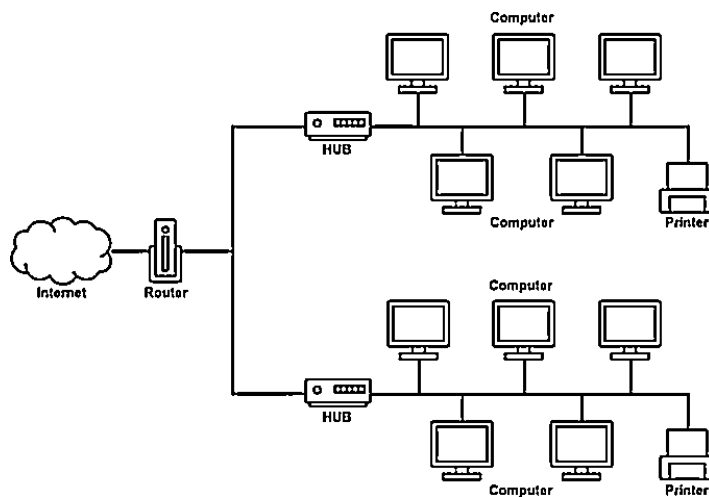 Computer
HUB
Computer
Printer
Internet
Router
Computer
HUB
Computer
Printer